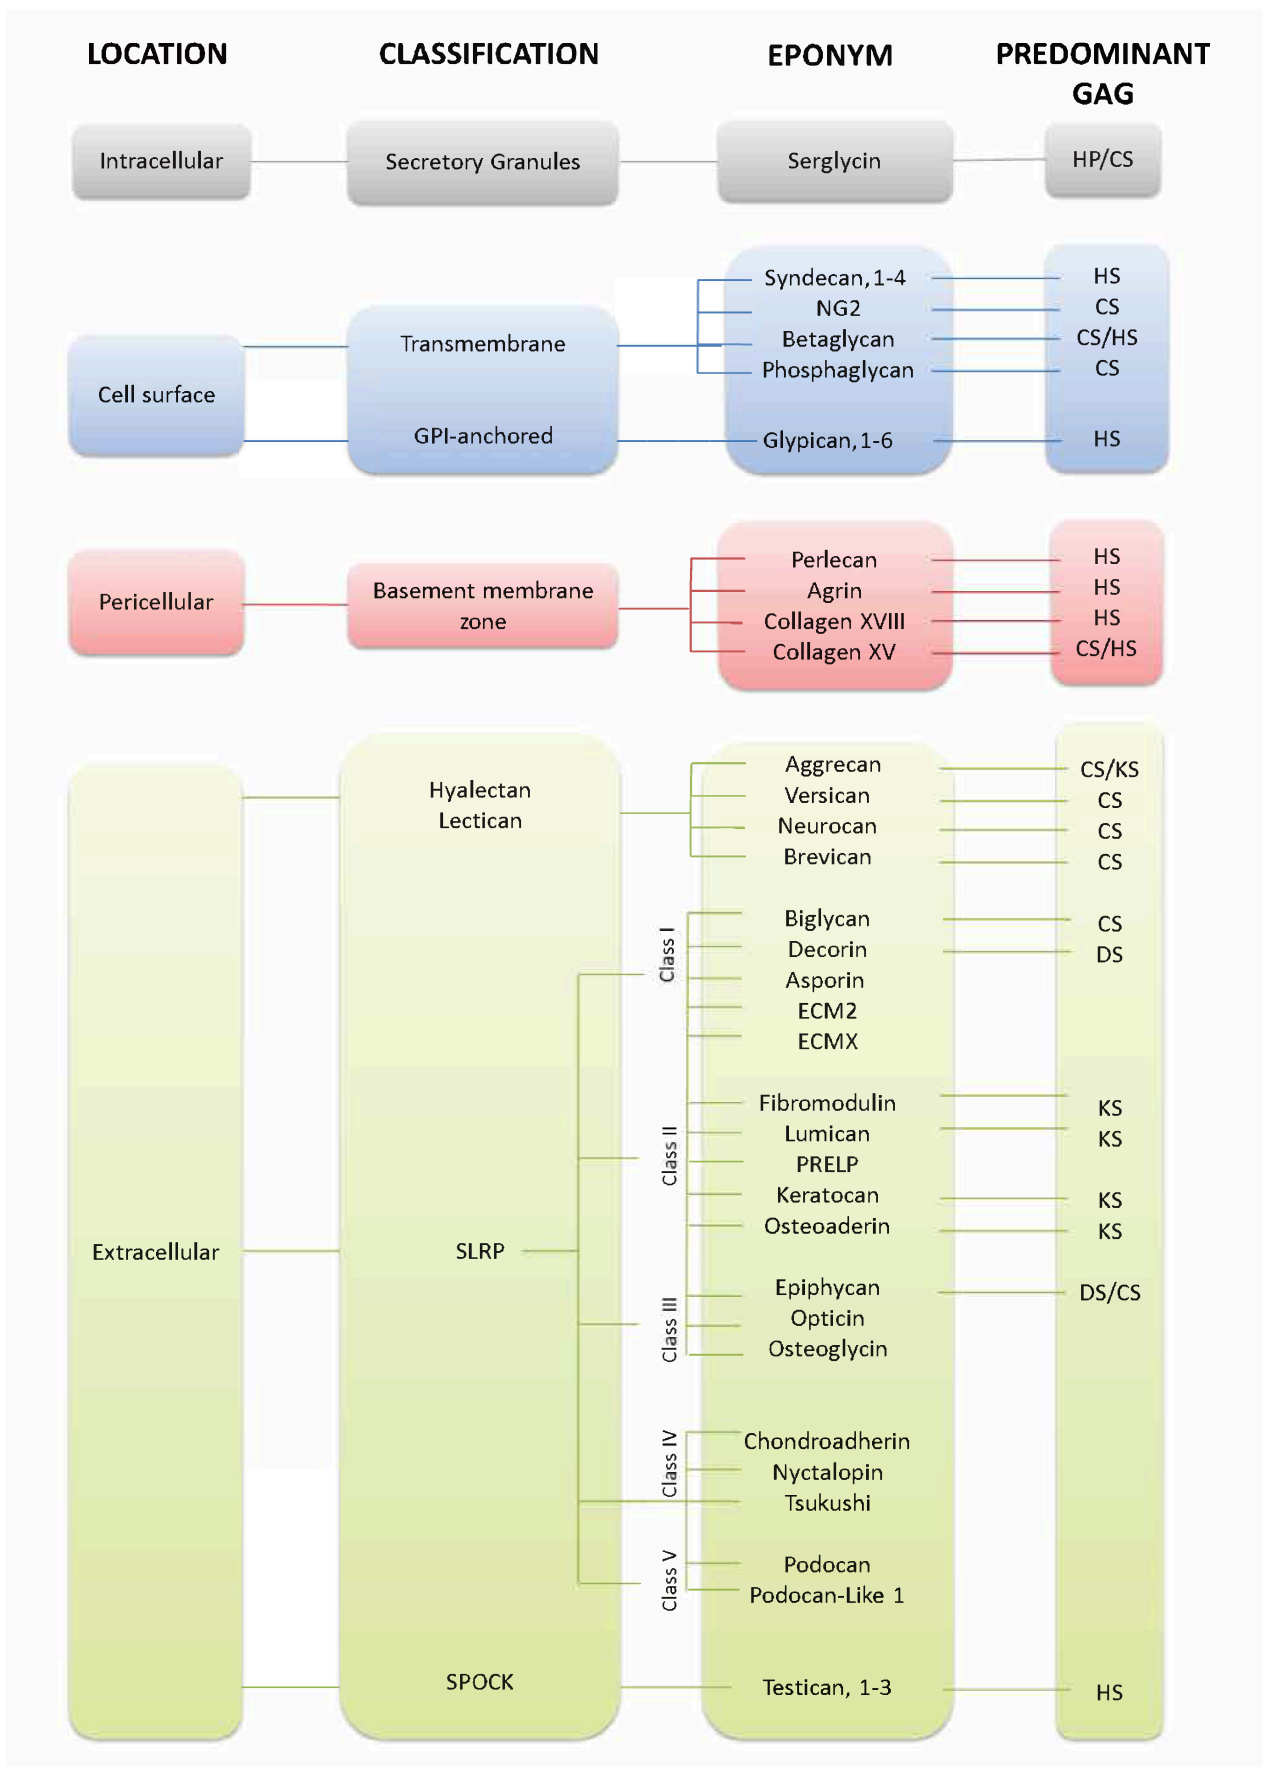 LOCATION CLASSIFICATION EPONYM PREDOMINANT
GAG
Intracellular Secretory Granules Serglycin HP/CS
Syndecan, 1-4 HS
NG2 CS
Transmembrane Betaglycan CS/HS
Phosphaglycan CS
Cell surface
GPI-anchored Glypican, 1-6 HS
Perlecan HS
Pericellular Basement membrane Agrin HS
zone Collagen XVIII HS
Collagen XV CS/HS
Aggrecan CS/KS
Hyalectan Versican CS
Lectican Neurocan CS
Brevican CS
Class I
Biglycan CS
Decorin DS
Asporin
ECM2
ECMX
Class II
Fibromodulin KS
Lumican KS
PRELP
Keratocan KS
Osteoaderin KS
Extracellular SLRP
Class III
Epiphycan DS/CS
Opticin
Osteoglycin
Class IV
Chondroadherin
Nyctalopin
Tsukushi
Class V
Podocan
Podocan-Like 1
SPOCK Testican, 1-3 HS